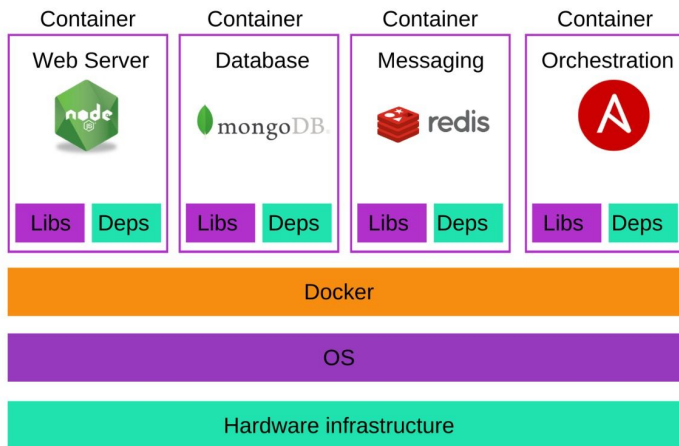 Container Container Container Container
Web Server Database Messaging Orchestration
node
JS
mongoDB
redis
A
Libs Deps Libs Deps Libs Deps Libs Deps
Docker
OS
Hardware infrastructure